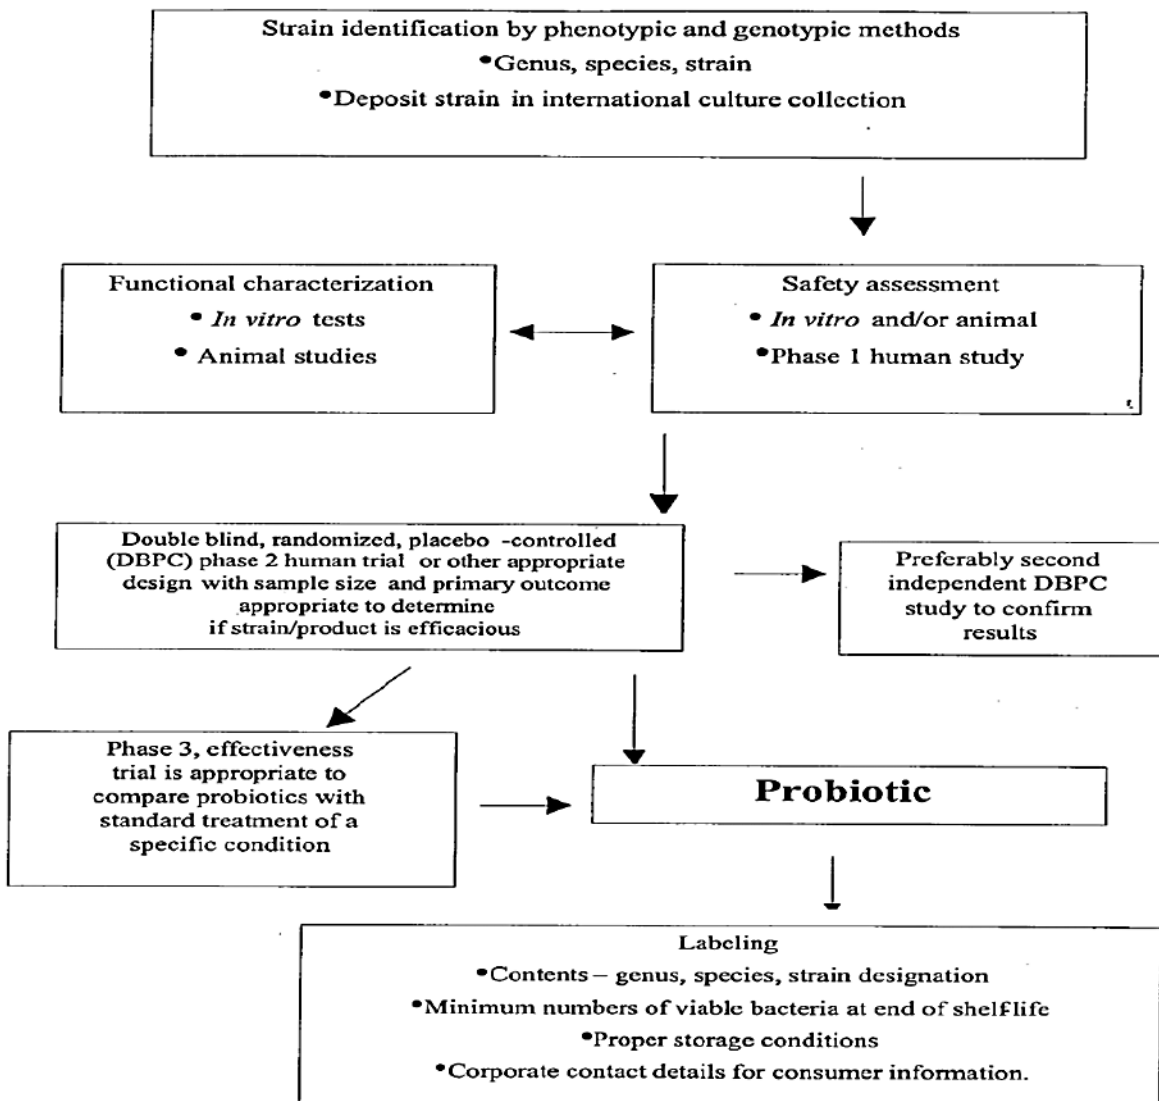 Strain identification by phenotypic and genotypic methods
•Genus, species, strain
•Deposit strain in international culture collection
Functional characterization
• In vitro tests
• Animal studies
Safety assessment
• In vitro and/or animal
•Phase 1 human study
Double blind, randomized, placebo -controlled
(DBPC) phase 2 human trial or other appropriate
design with sample size and primary outcome
appropriate to determine
if strain/product is efficacious
Preferably second
independent DBPC
study to confirm
results
Phase 3, effectiveness
trial is appropriate to
compare probiotics with
standard treatment of a
specific condition
Probiotic
Labeling
•Contents – genus, species, strain designation
•Minimum numbers of viable bacteria at end of shelf life
•Proper storage conditions
•Corporate contact details for consumer information.